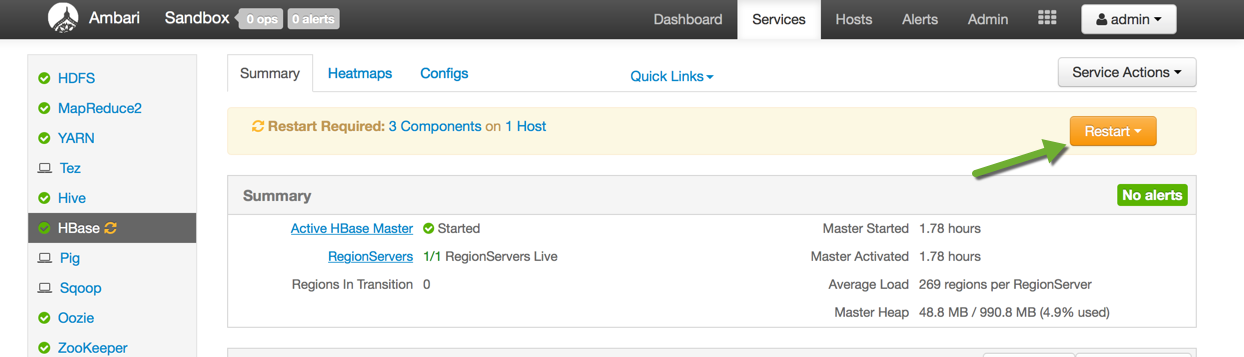 Ambari Sandbox 0 ops 0 alerts Dashboard Services Hosts Alerts Admin admin
Summary Heatmaps Configs Quick Links Service Actions
HDFS
MapReduce2
YARN
Tez
Hive
HBase
Pig
Sqoop
Oozie
ZooKeeper
Restart Required: 3 Components on 1 Host Restart
Summary No alerts
Active HBase Master Started Master Started 1.78 hours
RegionServers 1/1 RegionServers Live Master Activated 1.78 hours
Regions In Transition 0 Average Load 269 regions per RegionServer
Master Heap 48.8 MB / 990.8 MB (4.9% used)